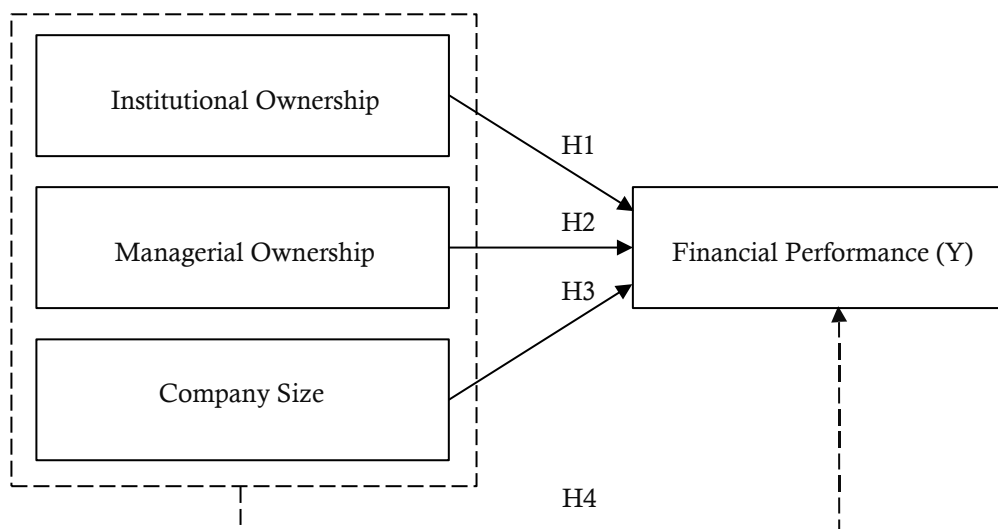 Institutional Ownership
H1
Managerial Ownership
H2
Financial Performance (Y)
H3
Company Size
H4